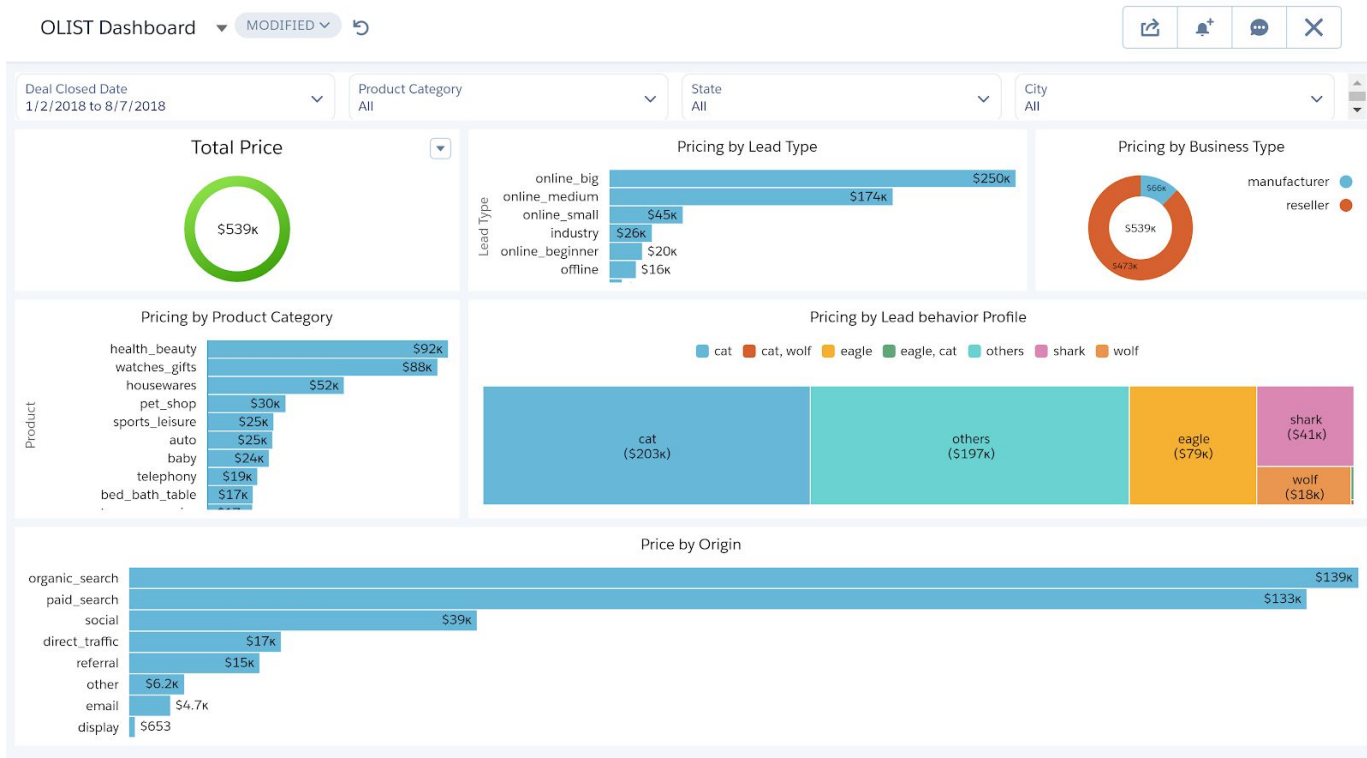 OLIST Dashboard
MODIFIED
Deal Closed Date
1/2/2018 to 8/7/2018
Product Category
All
State
All
City
All
Total Price
$539K
Pricing by Lead Type
Lead Type
online_big $250K
online_medium $174K
online_small $45K
industry $26K
online_beginner $20K
offline $16K
Pricing by Business Type
$66K
$539K
$473K
manufacturer
reseller
Pricing by Product Category
Product
health_beauty $92K
watches_gifts $88K
housewares $52K
pet_shop $30K
sports_leisure $25K
auto $25K
baby $24K
telephony $19K
bed_bath_table $17K
Pricing by Lead behavior Profile
cat cat, wolf eagle eagle, cat others shark wolf
cat
($203K)
others
($197K)
eagle
($79K)
shark
($41K)
wolf
($18K)
Price by Origin
organic_search $139K
paid_search $133K
social $39K
direct_traffic $17K
referral $15K
other $6.2K
email $4.7K
display $653